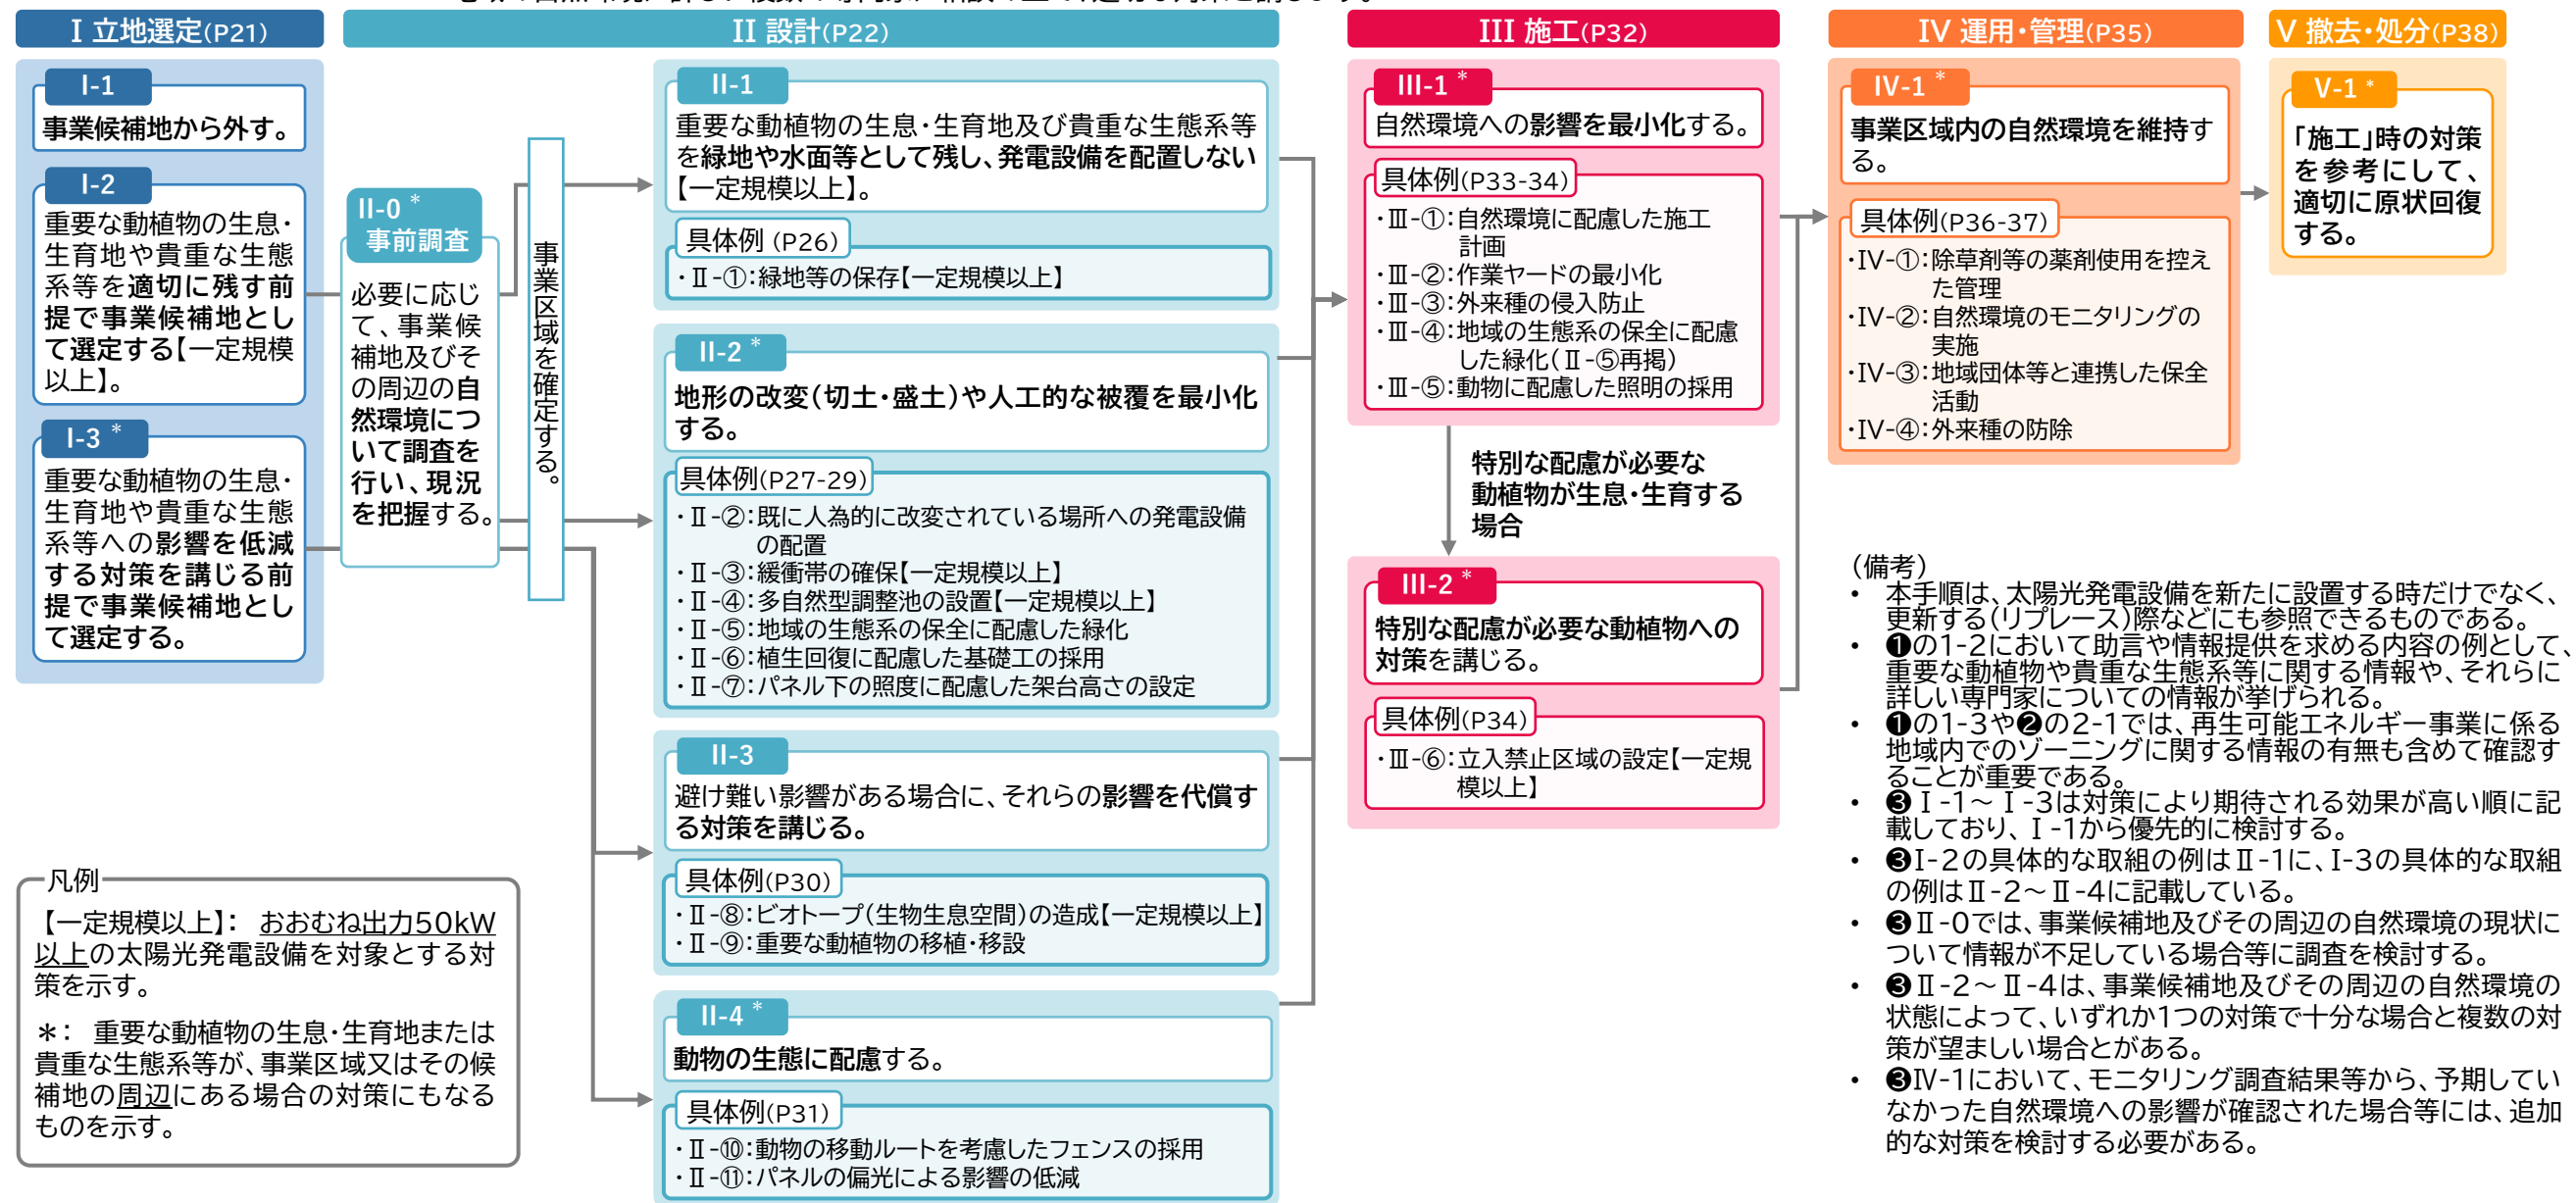 I 立地選定(P21)
I-1
事業候補地から外す。
I-2
重要な動植物の生息・
生育地や貴重な生態
系等を適切に残す前
提で事業候補地とし
て選定する【一定規模
以上】。
I-3 *
重要な動植物の生息・
生育地や貴重な生態
系等への影響を低減
する対策を講じる前
提で事業候補地とし
て選定する。
II 設計(P22)
II-0 *
事前調査
必要に応じ
て、事業候
補地及びそ
の周辺の自
然環境につ
いて調査を
行い、現況
を把握する。
事業区域を確定する。
II-1
重要な動植物の生息・生育地及び貴重な生態系等
を緑地や水面等として残し、発電設備を配置しない
【一定規模以上】。
具体例 (P26)
・Ⅱ-①：緑地等の保存【一定規模以上】
II-2 *
地形の改変（切土・盛土）や人工的な被覆を最小化
する。
具体例(P27-29)
・Ⅱ-②：既に人為的に改変されている場所への発電設備
の配置
・Ⅱ-③：緩衝帯の確保【一定規模以上】
・Ⅱ-④：多自然型調整池の設置【一定規模以上】
・Ⅱ-⑤：地域の生態系の保全に配慮した緑化
・Ⅱ-⑥：植生回復に配慮した基礎工の採用
・Ⅱ-⑦：パネル下の照度に配慮した架台高さの設定
II-3
避け難い影響がある場合に、それらの影響を代償す
る対策を講じる。
具体例(P30)
・Ⅱ-⑧：ビオトープ（生物生息空間）の造成【一定規模以上】
・Ⅱ-⑨：重要な動植物の移植・移設
II-4 *
動物の生態に配慮する。
具体例(P31)
・Ⅱ-⑩：動物の移動ルートを考慮したフェンスの採用
・Ⅱ-⑪：パネルの偏光による影響の低減
III 施工(P32)
III-1 *
自然環境への影響を最小化する。
具体例(P33-34)
・Ⅲ-①：自然環境に配慮した施工
計画
・Ⅲ-②：作業ヤードの最小化
・Ⅲ-③：外来種の侵入防止
・Ⅲ-④：地域の生態系の保全に配慮
した緑化（Ⅱ-⑤再掲）
・Ⅲ-⑤：動物に配慮した照明の採用
特別な配慮が必要な
動植物が生息・生育する
場合
III-2 *
特別な配慮が必要な動植物への
対策を講じる。
具体例(P34)
・Ⅲ-⑥：立入禁止区域の設定【一定規
模以上】
IV 運用・管理(P35)
IV-1 *
事業区域内の自然環境を維持す
る。
具体例(P36-37)
・IV-①：除草剤等の薬剤使用を控え
た管理
・IV-②：自然環境のモニタリングの
実施
・IV-③：地域団体等と連携した保全
活動
・IV-④：外来種の防除
V 撤去・処分(P38)
V-1 *
「施工」時の対策
を参考にして、
適切に原状回復
する。
（備考）
• 本手順は、太陽光発電設備を新たに設置する時だけでなく、
更新する（リプレース）際などにも参照できるものである。
• ❶の1-2において助言や情報提供を求める内容の例として、
重要な動植物や貴重な生態系等に関する情報や、それらに
詳しい専門家についての情報が挙げられる。
• ❶の1-3や❷の2-1では、再生可能エネルギー事業に係る
地域内でのゾーニングに関する情報の有無も含めて確認す
ることが重要である。
• ❸Ⅰ-1～Ⅰ-3は対策により期待される効果が高い順に記
載しており、Ⅰ-1から優先的に検討する。
• ❸I-2の具体的な取組の例はⅡ-1に、I-3の具体的な取組
の例はⅡ-2～Ⅱ-4に記載している。
• ❸Ⅱ-0では、事業候補地及びその周辺の自然環境の現状に
ついて情報が不足している場合等に調査を検討する。
• ❸Ⅱ-2～Ⅱ-4は、事業候補地及びその周辺の自然環境の
状態によって、いずれか1つの対策で十分な場合と複数の対
策が望ましい場合とがある。
• ❸Ⅳ-1において、モニタリング調査結果等から、予期してい
なかった自然環境への影響が確認された場合等には、追加
的な対策を検討する必要がある。
凡例
【一定規模以上】： おおむね出力50kW
以上の太陽光発電設備を対象とする対
策を示す。
＊： 重要な動植物の生息・生育地または
貴重な生態系等が、事業区域又はその候
補地の周辺にある場合の対策にもなる
ものを示す。